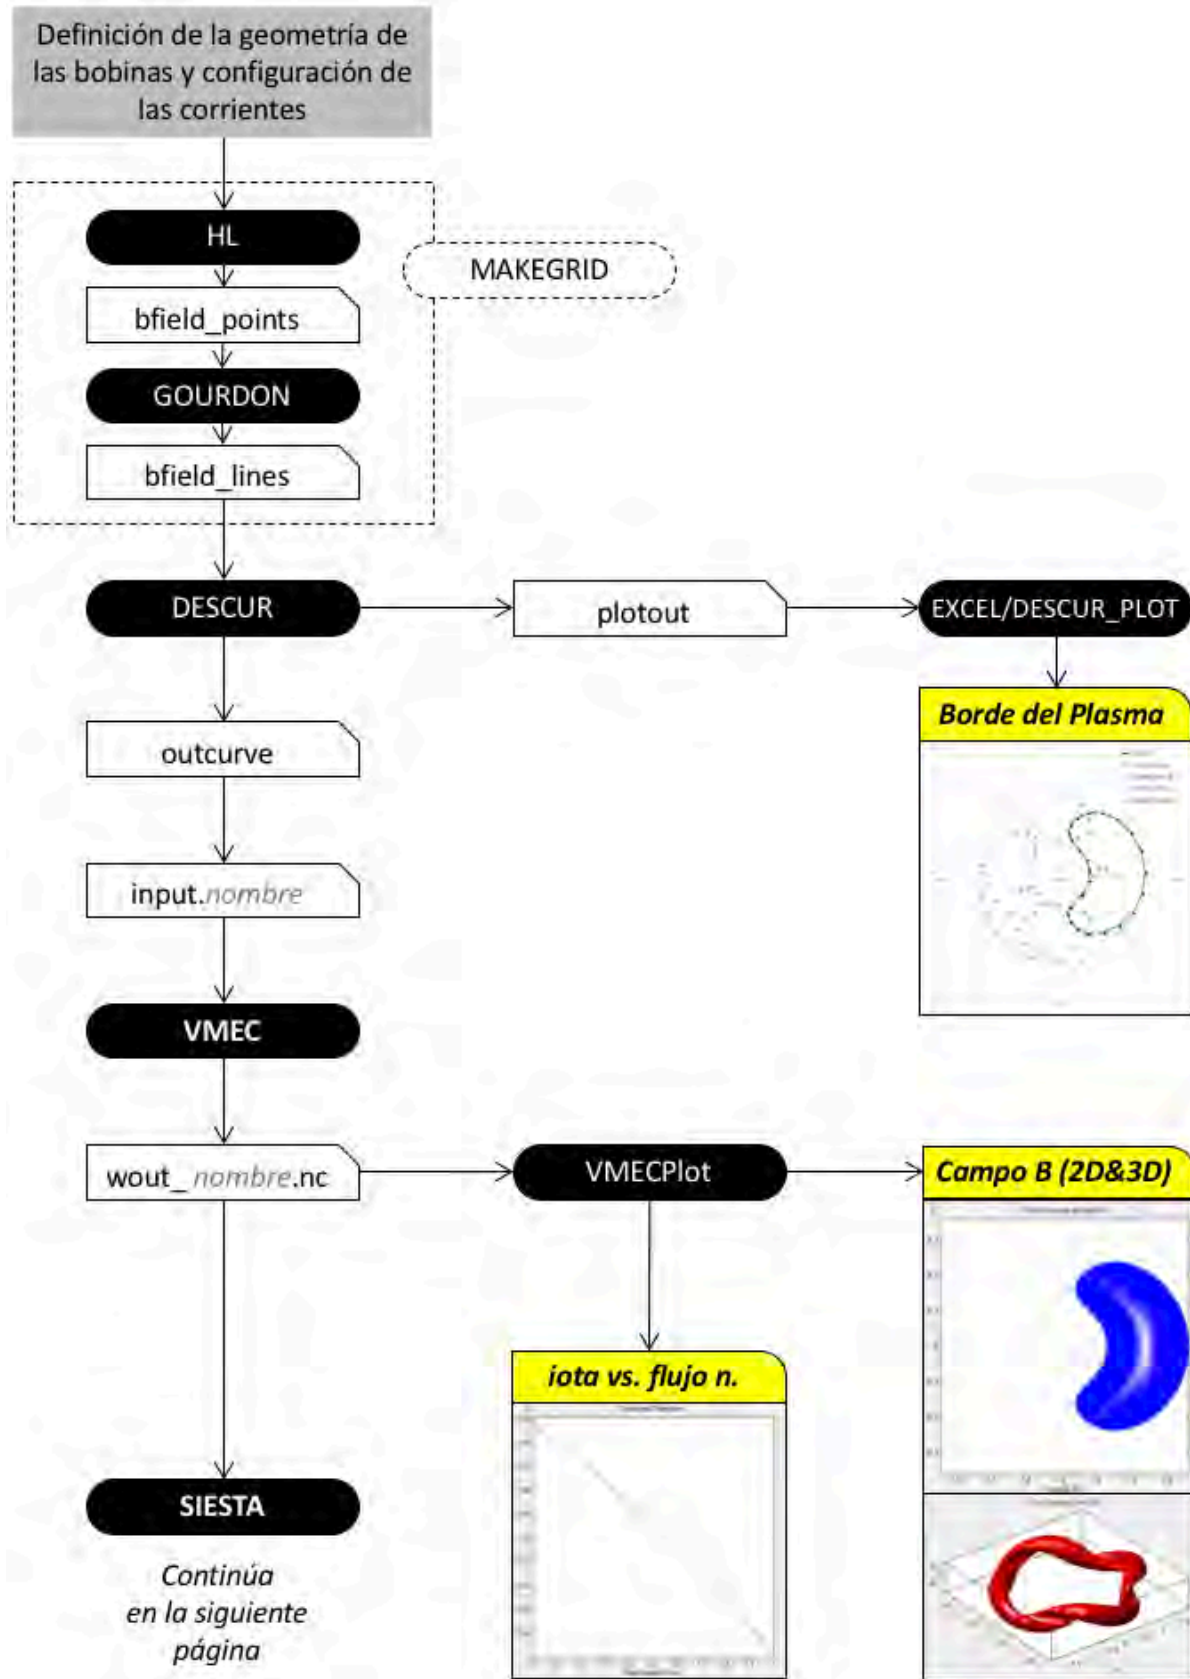 Definición de la geometría de
las bobinas y configuración de
las corrientes
HL
MAKEGRID
bfield_points
GOURDON
bfield_lines
DESCUR
plotout
EXCEL/DESCUR_PLOT
Borde del Plasma
outcurve
input.nombre
VMEC
wout_nombre.nc
VMECPlot
Campo B (2D&3D)
iota vs. flujo n.
SIESTA
Continúa
en la siguiente
página